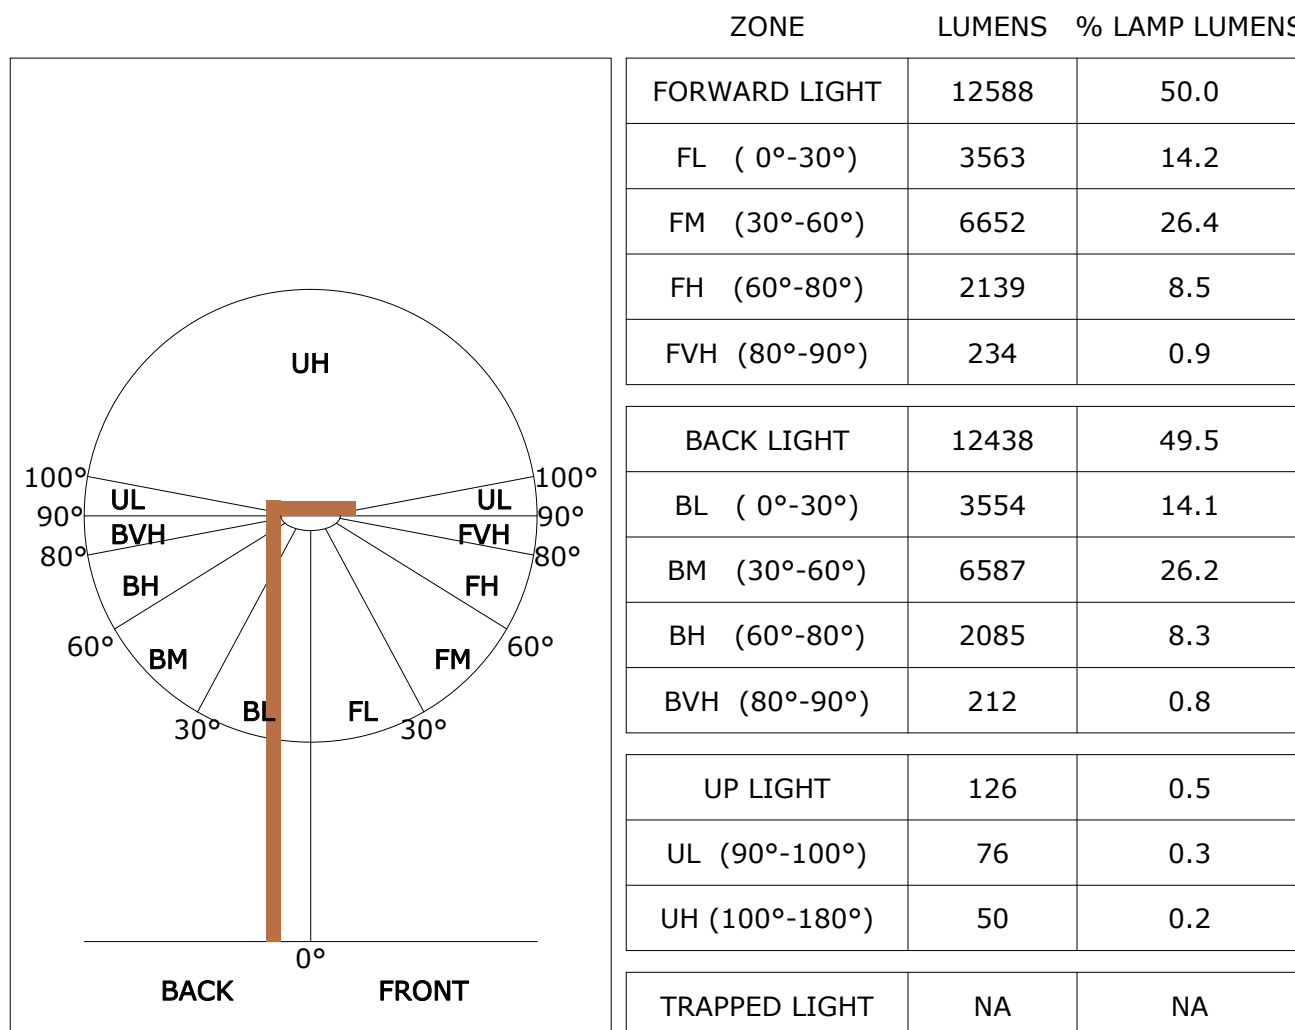 ZONE LUMENS % LAMP LUMENS
FORWARD LIGHT 12588 50.0
FL ( 0°-30°) 3563 14.2
FM (30°-60°) 6652 26.4
FH (60°-80°) 2139 8.5
FVH (80°-90°) 234 0.9
BACK LIGHT 12438 49.5
BL ( 0°-30°) 3554 14.1
BM (30°-60°) 6587 26.2
BH (60°-80°) 2085 8.3
BVH (80°-90°) 212 0.8
UP LIGHT 126 0.5
UL (90°-100°) 76 0.3
UH (100°-180°) 50 0.2
TRAPPED LIGHT NA NA
UH
100° 100°
UL UL
90° 90°
BVH FVH
80° 80°
BH FH
60° 60°
BM FM
BL FL
30° 30°
0°
BACK FRONT